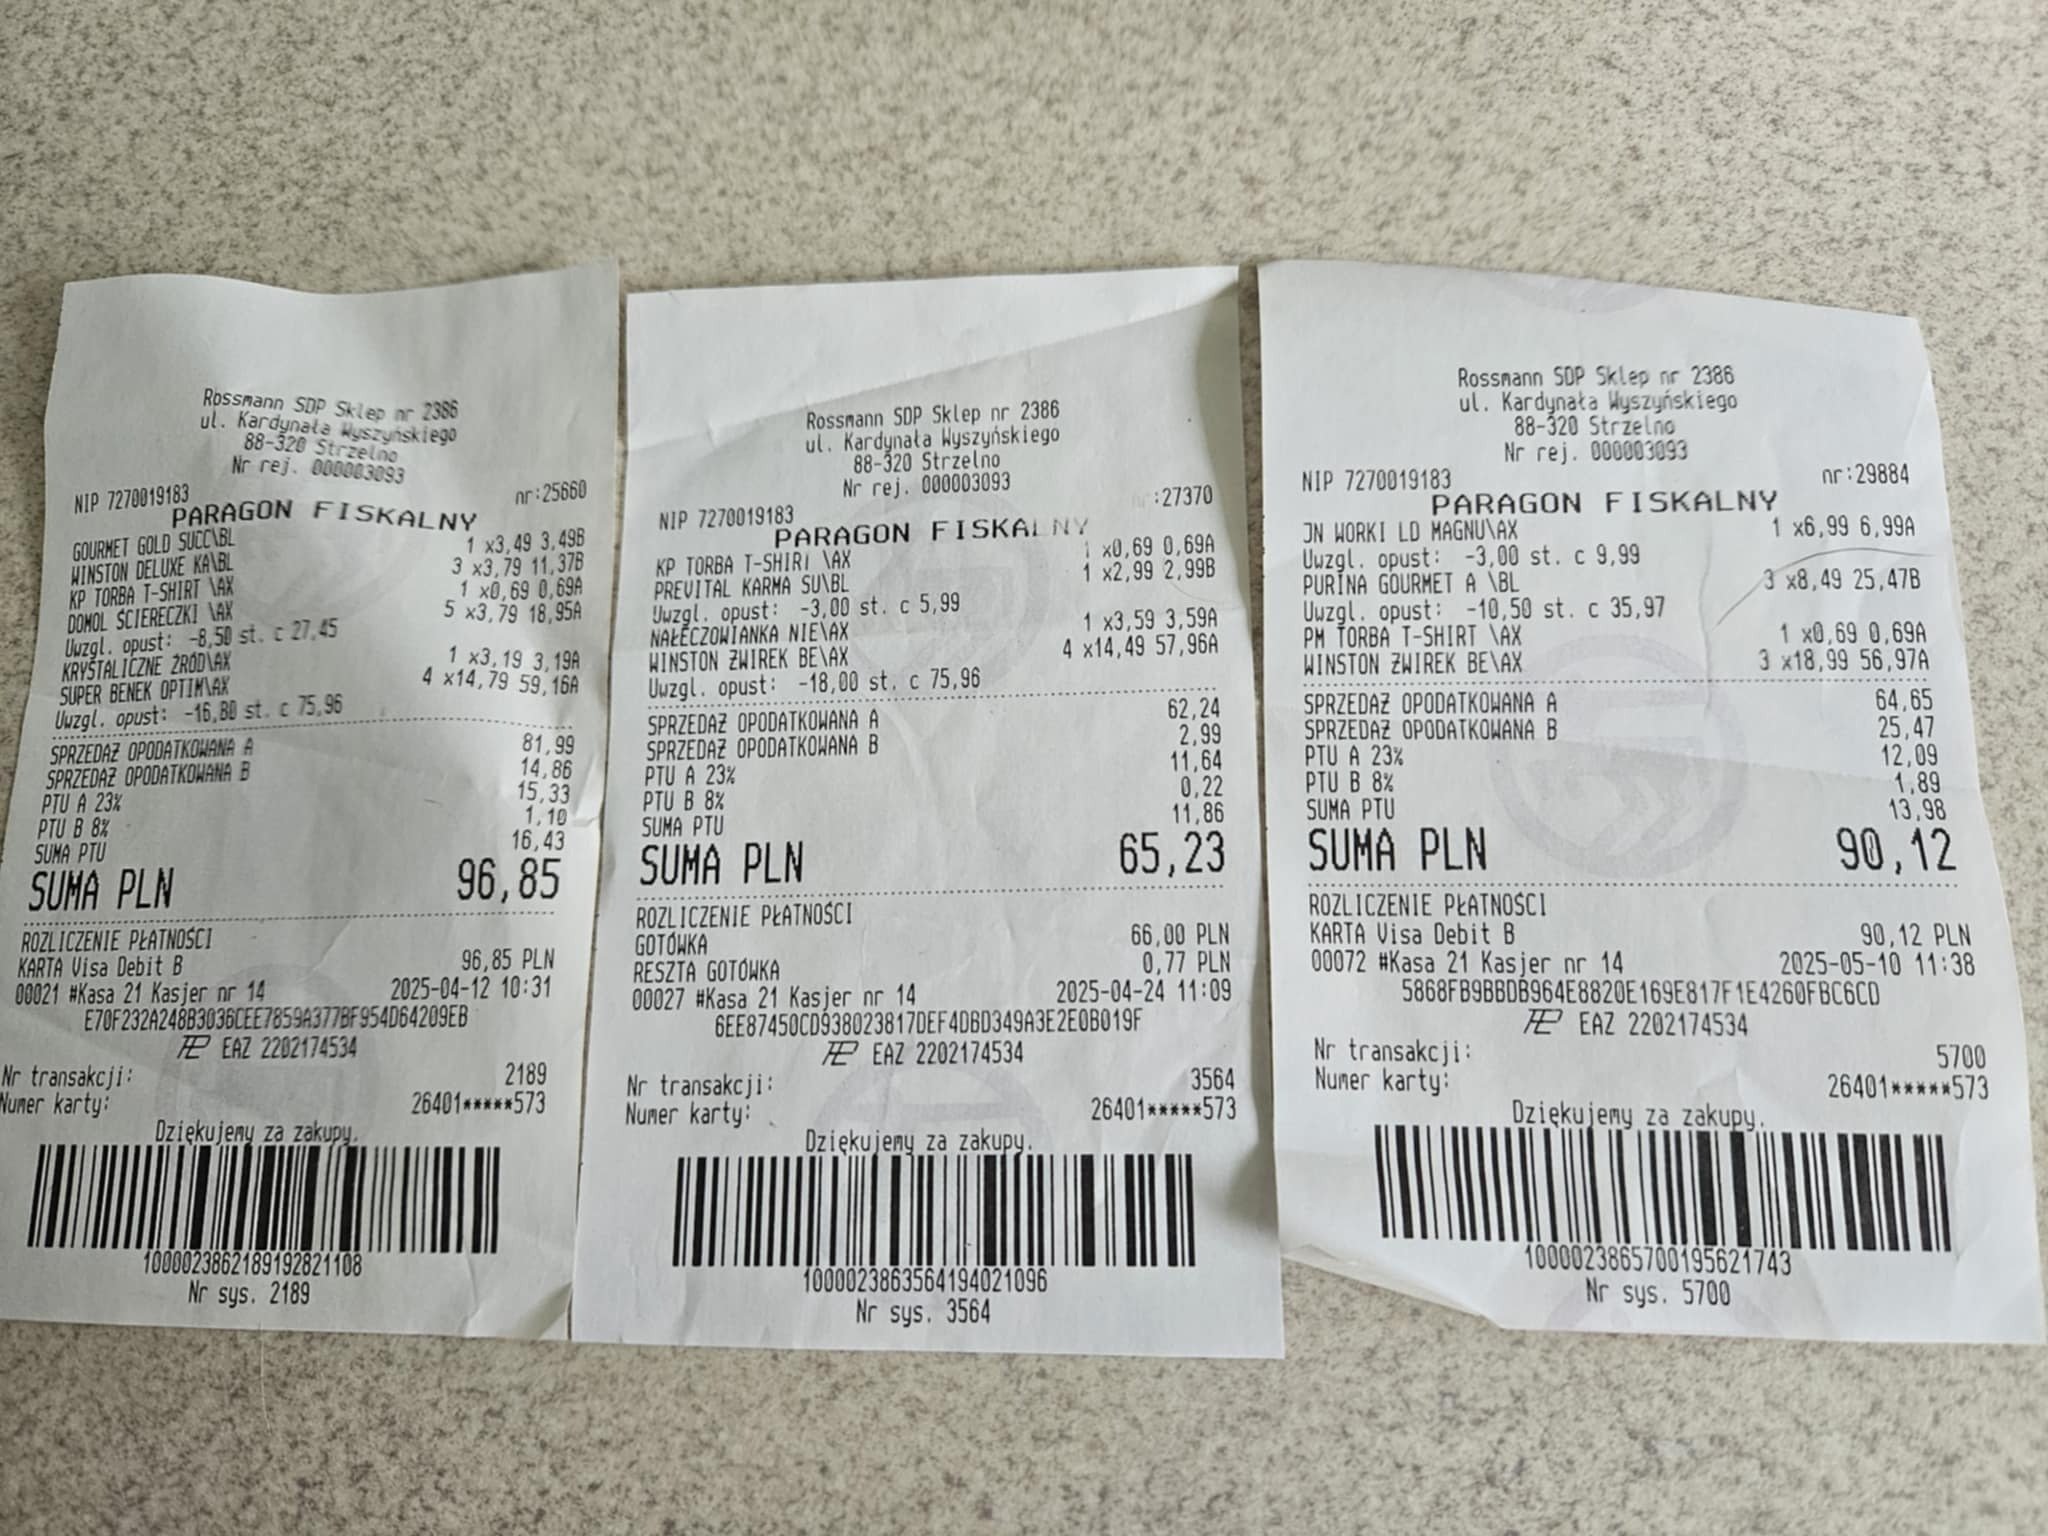 Rossmann SDP Sklep nr 2386
ul. Kardynała Wyszyńskiego
88-320 Strzelno
Nr rej. 000003093
NIP 7270019183 nr:25660
PARAGON FISKALNY
GOURMET GOLD SUCC\BL 1 x3,49 3,49B
WINSTON DELUXE KA\BL 3 x3,79 11,37B
KP TORBA T-SHIRT \AX 1 x0,69 0,69A
DOMOL ŚCIERECZKI \AX 5 x3,79 18,95A
Uwzgl. opust: -8,50 st. c 27,45
KRYSTALICZNE ŹRÓD\AX 1 x3,19 3,19A
SUPER BENEK OPTIM\AX 4 x14,79 59,16A
Uwzgl. opust: -16,80 st. c 75,96
SPRZEDAŻ OPODATKOWANA A 81,99
SPRZEDAŻ OPODATKOWANA B 14,86
PTU A 23% 15,33
PTU B 8% 1,10
SUMA PTU 16,43
SUMA PLN 96,85
ROZLICZENIE PŁATNOŚCI
KARTA Visa Debit B 96,85 PLN
00021 #Kasa 21 Kasjer nr 14 2025-04-12 10:31
E70F232A248B3036CEE7859A377BF954D64209EB
EAZ 2202174534
Nr transakcji: 2189
Numer karty: 26401*****573
Dziękujemy za zakupy.
1000023862189192821108
Nr sys. 2189
Rossmann SDP Sklep nr 2386
ul. Kardynała Wyszyńskiego
88-320 Strzelno
Nr rej. 000003093
NIP 7270019183 nr:27370
PARAGON FISKALNY
KP TORBA T-SHIRT \AX 1 x0,69 0,69A
PREVITAL KARMA SU\BL 1 x2,99 2,99B
Uwzgl. opust: -3,00 st. c 5,99
NAŁĘCZOWIANKA NIE\AX 1 x3,59 3,59A
WINSTON ŻWIREK BE\AX 4 x14,49 57,96A
Uwzgl. opust: -18,00 st. c 75,96
SPRZEDAŻ OPODATKOWANA A 62,24
SPRZEDAŻ OPODATKOWANA B 2,99
PTU A 23% 11,64
PTU B 8% 0,22
SUMA PTU 11,86
SUMA PLN 65,23
ROZLICZENIE PŁATNOŚCI
GOTÓWKA 66,00 PLN
RESZTA GOTÓWKA 0,77 PLN
00027 #Kasa 21 Kasjer nr 14 2025-04-24 11:09
6EE87450CD938023817DEF4DBD349A3E2E0B019F
EAZ 2202174534
Nr transakcji: 3564
Numer karty: 26401*****573
Dziękujemy za zakupy.
1000023863564194021096
Nr sys. 3564
Rossmann SDP Sklep nr 2386
ul. Kardynała Wyszyńskiego
88-320 Strzelno
Nr rej. 000003093
NIP 7270019183 nr:29884
PARAGON FISKALNY
JN WORKI LD MAGNU\AX 1 x6,99 6,99A
Uwzgl. opust: -3,00 st. c 9,99
PURINA GOURMET A \BL 3 x8,49 25,47B
Uwzgl. opust: -10,50 st. c 35,97
PM TORBA T-SHIRT \AX 1 x0,69 0,69A
WINSTON ŻWIREK BE\AX 3 x18,99 56,97A
SPRZEDAŻ OPODATKOWANA A 64,65
SPRZEDAŻ OPODATKOWANA B 25,47
PTU A 23% 12,09
PTU B 8% 1,89
SUMA PTU 13,98
SUMA PLN 90,12
ROZLICZENIE PŁATNOŚCI
KARTA Visa Debit B 90,12 PLN
00072 #Kasa 21 Kasjer nr 14 2025-05-10 11:38
5868FB9BBDB964E8820E169E817F1E4260FBC6CD
EAZ 2202174534
Nr transakcji: 5700
Numer karty: 26401*****573
Dziękujemy za zakupy.
1000023865700195621743
Nr sys. 5700